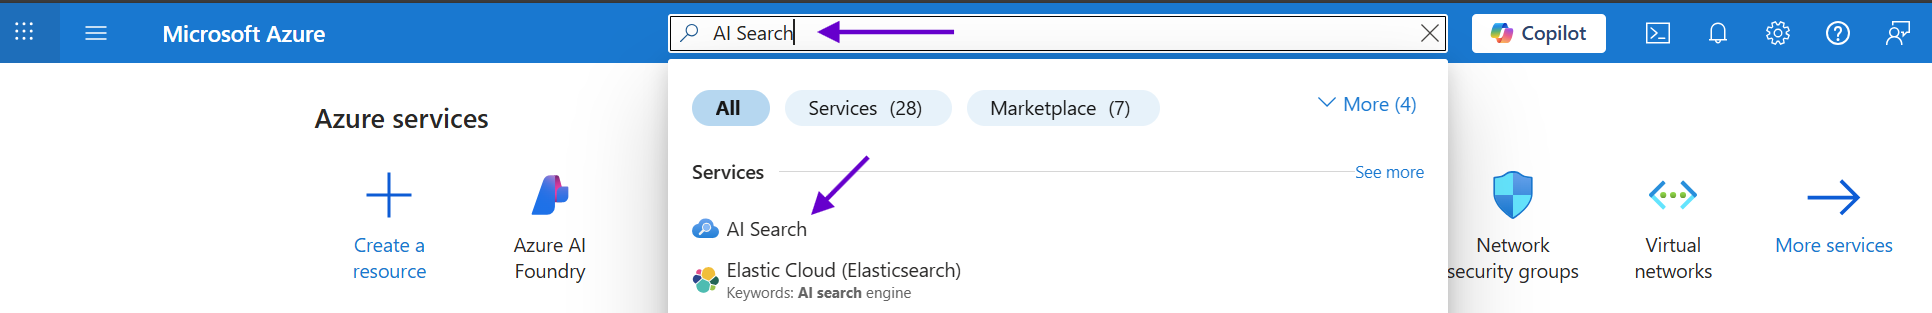 Microsoft Azure
AI Search
Copilot
All
Services (28)
Marketplace (7)
More (4)
Azure services
Services
See more
AI Search
Elastic Cloud (Elasticsearch)
Keywords: AI search engine
Create a
resource
Azure AI
Foundry
Network
security groups
Virtual
networks
More services